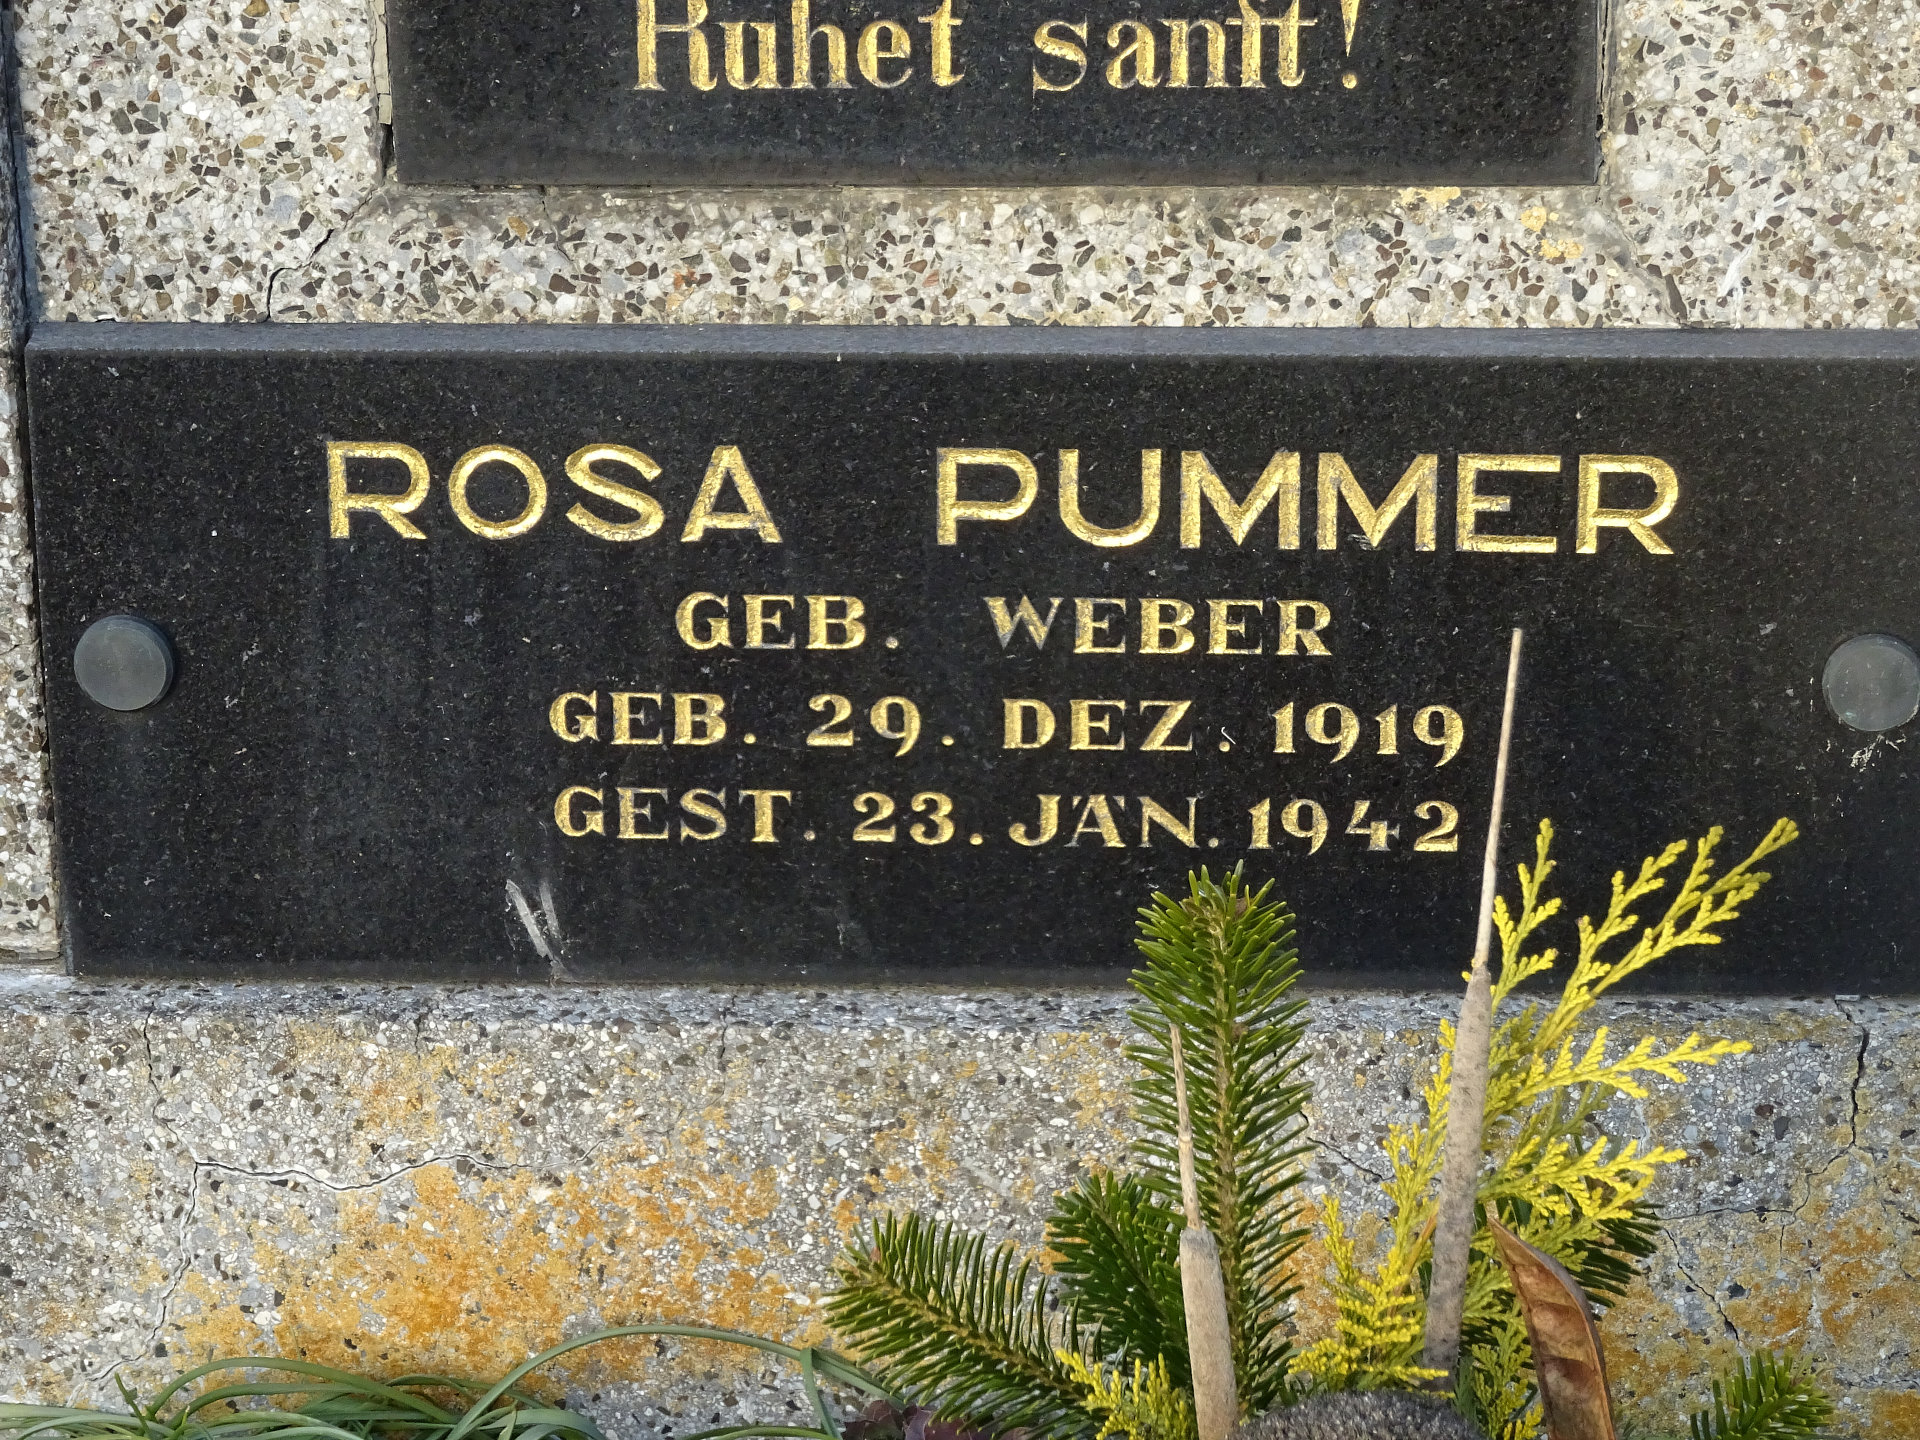 Ruhet sanft!
ROSA PUMMER
GEB. WEBER
GEB. 29. DEZ. 1919
GEST. 23. JÄN. 1942